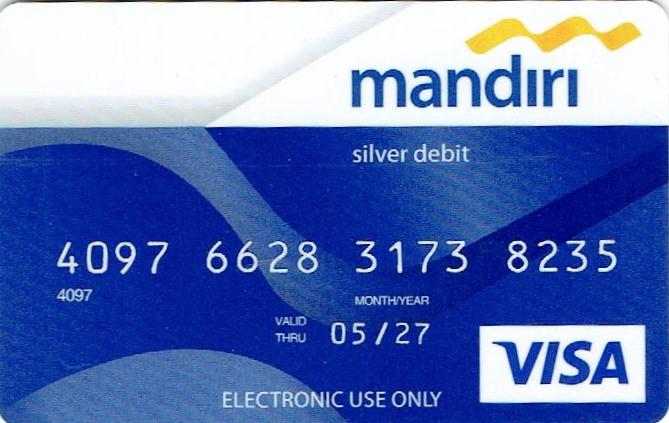 mandiri
silver debit
4097 6628 3173 8235
4097
MONTH/YEAR
VALID THRU 05/27
VISA
ELECTRONIC USE ONLY